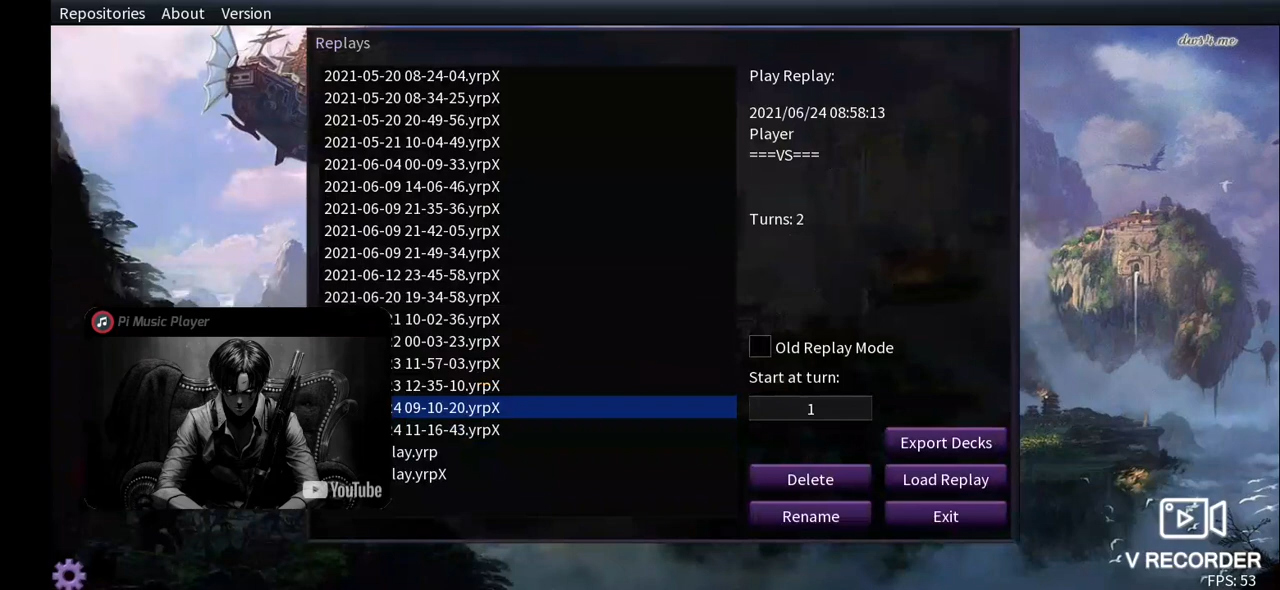 Repositories About Version
dws4.me
Replays
2021-05-20 08-24-04.yrpX
2021-05-20 08-34-25.yrpX
2021-05-20 20-49-56.yrpX
2021-05-21 10-04-49.yrpX
2021-06-04 00-09-33.yrpX
2021-06-09 14-06-46.yrpX
2021-06-09 21-35-36.yrpX
2021-06-09 21-42-05.yrpX
2021-06-09 21-49-34.yrpX
2021-06-12 23-45-58.yrpX
2021-06-20 19-34-58.yrpX
1 10-02-36.yrpX
2 00-03-23.yrpX
3 11-57-03.yrpX
3 12-35-10.yrpX
4 09-10-20.yrpX
4 11-16-43.yrpX
lay.yrp
lay.yrpX
Pi Music Player
YouTube
Play Replay:
2021/06/24 08:58:13
Player
===VS===
Turns: 2
Old Replay Mode
Start at turn:
1
Export Decks
Delete Load Replay
Rename Exit
V RECORDER
FPS: 53